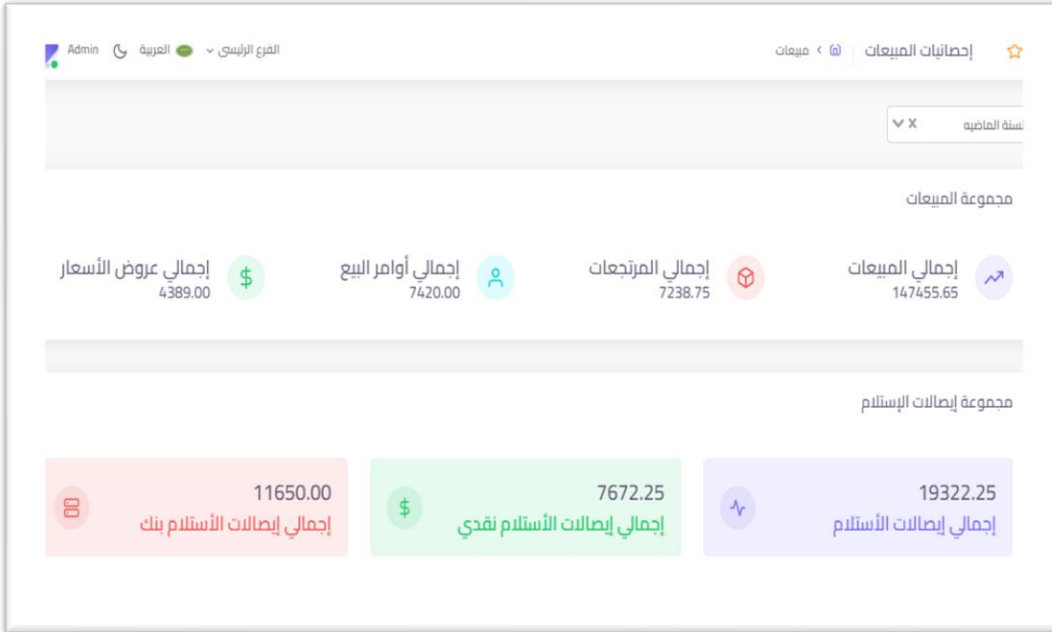 إحصائيات المبيعات
مبيعات
الفرع الرئيسى
العربية
Admin
لسنة الماضيه
مجموعة المبيعات
إجمالي المبيعات
147455.65
إجمالي المرتجعات
7238.75
إجمالي أوامر البيع
7420.00
إجمالي عروض الأسعار
4389.00
مجموعة إيصالات الإستلام
19322.25
إجمالي إيصالات الأستلام
7672.25
إجمالي إيصالات الأستلام نقدي
11650.00
إجمالي إيصالات الأستلام بنك